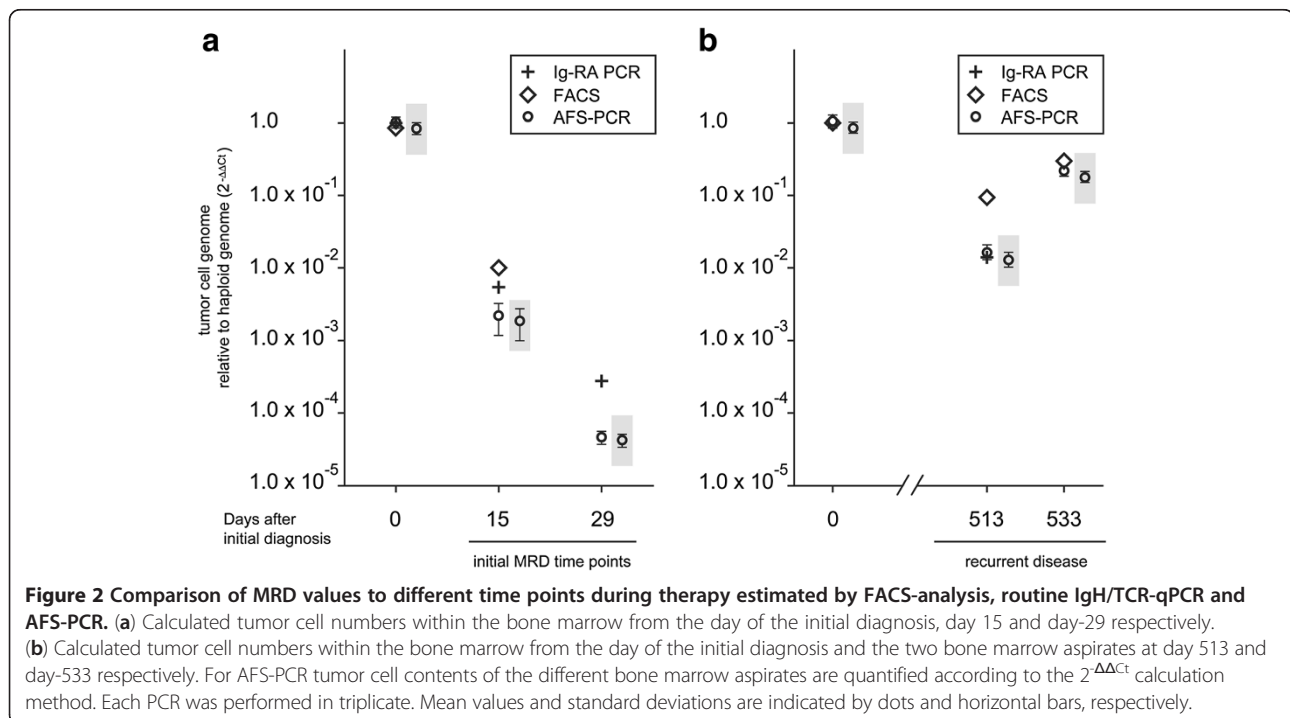 a
b
+ Ig-RA PCR
◇ FACS
o AFS-PCR
+ Ig-RA PCR
◇ FACS
o AFS-PCR
tumor cell genome
relative to haploid genome (2-ΔΔCt)
1.0
1.0 x 10-1
1.0 x 10-2
1.0 x 10-3
1.0 x 10-4
1.0 x 10-5
1.0
1.0 x 10-1
1.0 x 10-2
1.0 x 10-3
1.0 x 10-4
1.0 x 10-5
Days after
initial diagnosis
0 15 29
initial MRD time points
0 513 533
recurrent disease
Figure 2 Comparison of MRD values to different time points during therapy estimated by FACS-analysis, routine IgH/TCR-qPCR and
AFS-PCR. (a) Calculated tumor cell numbers within the bone marrow from the day of the initial diagnosis, day 15 and day-29 respectively.
(b) Calculated tumor cell numbers within the bone marrow from the day of the initial diagnosis and the two bone marrow aspirates at day 513 and
day-533 respectively. For AFS-PCR tumor cell contents of the different bone marrow aspirates are quantified according to the 2-ΔΔCt calculation
method. Each PCR was performed in triplicate. Mean values and standard deviations are indicated by dots and horizontal bars, respectively.